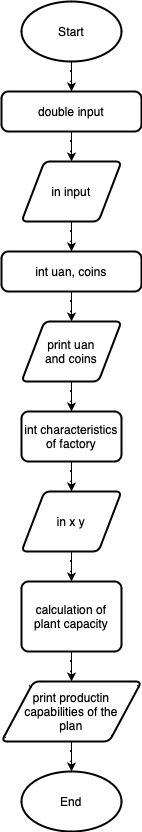 Start
double input
in input
int uan, coins
print uan
and coins
int characteristics
of factory
in x y
calculation of
plant capacity
print productin
capabilities of the
plan
End